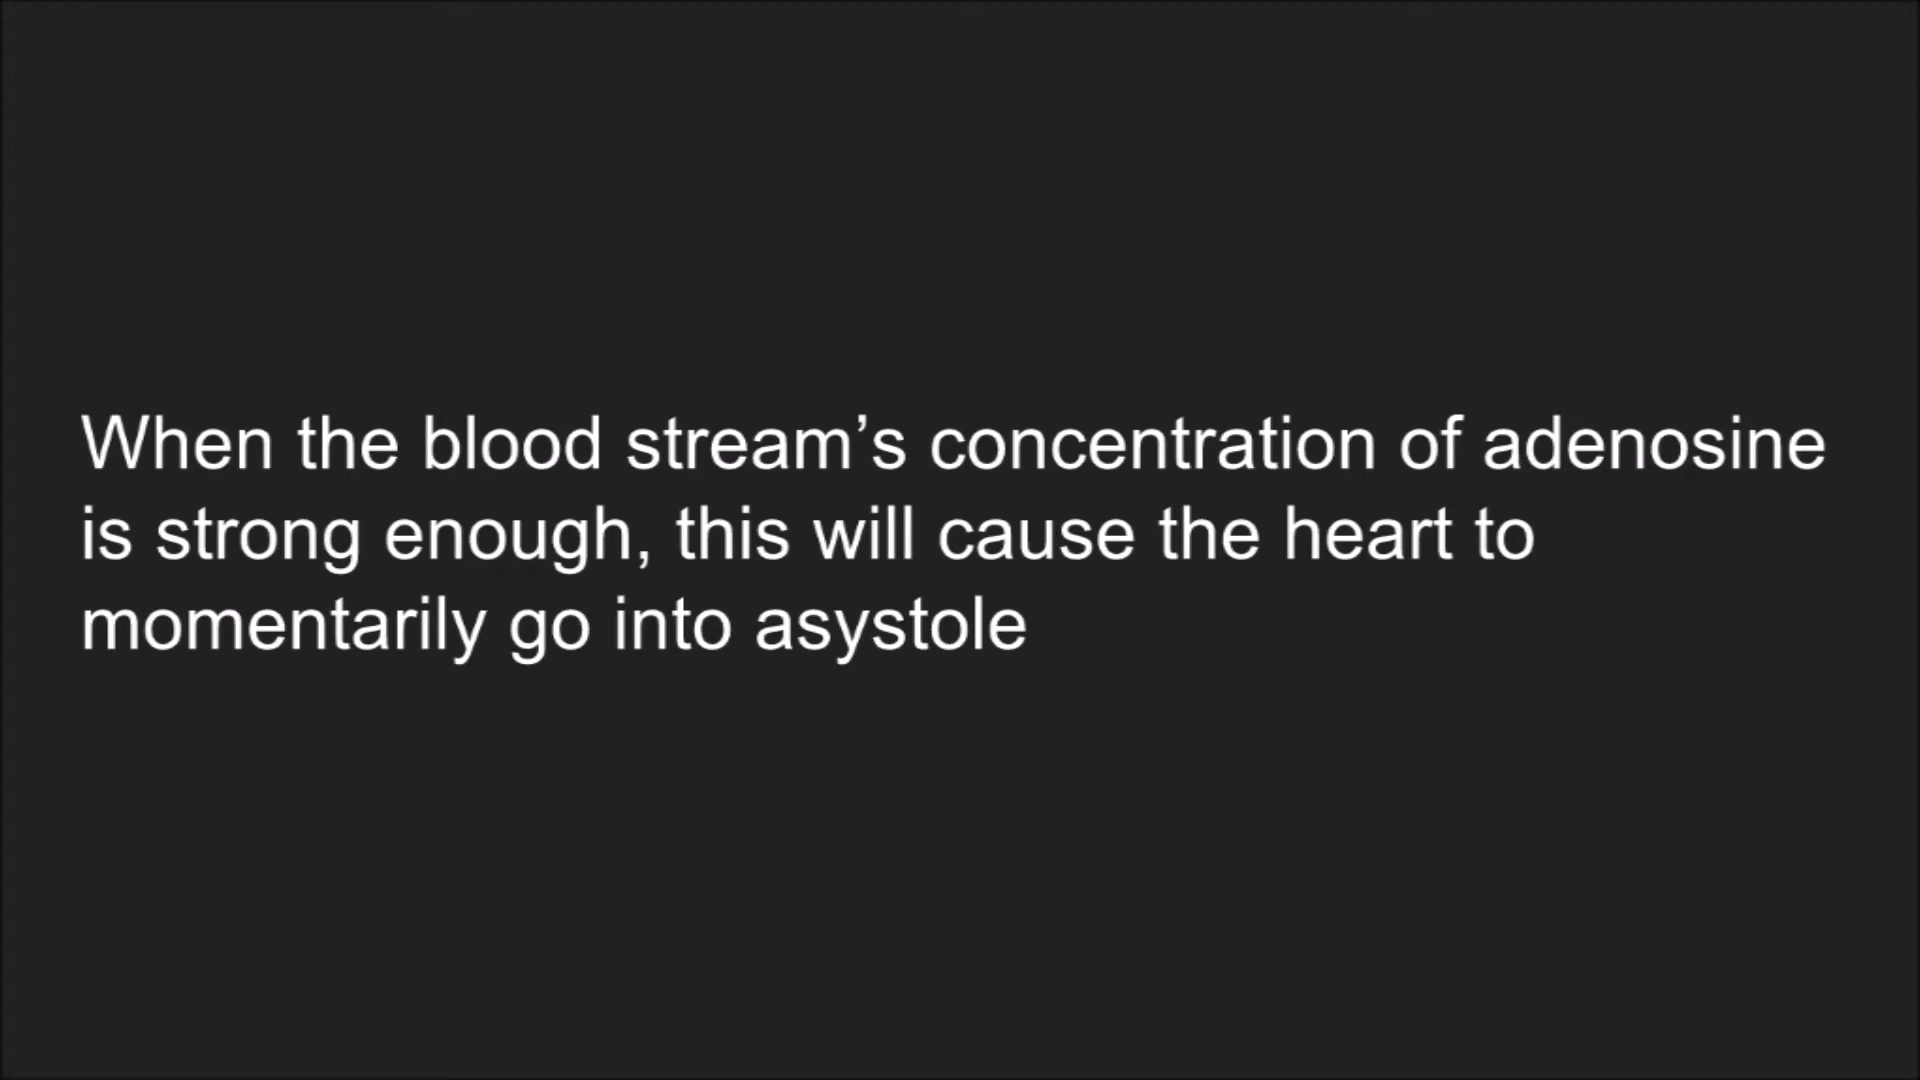 When the blood stream’s concentration of adenosine
is strong enough, this will cause the heart to
momentarily go into asystole